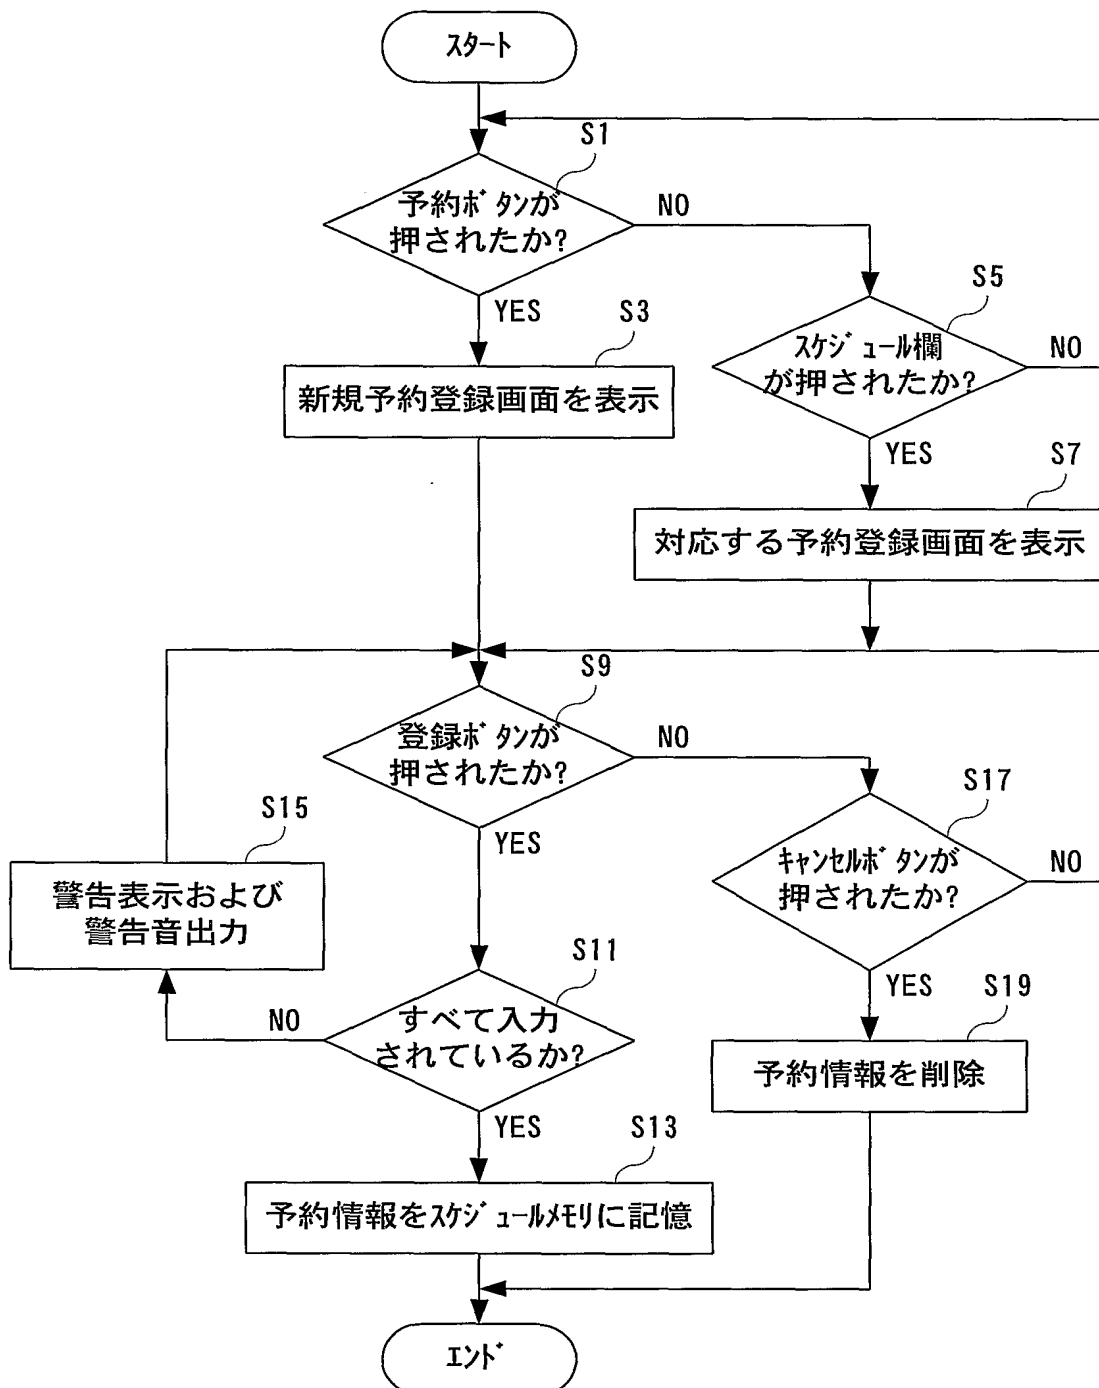 スタート
S1
予約ボタンが
押されたか?
NO
YES
S5
スケジュール欄
が押されたか?
NO
YES
S3
新規予約登録画面を表示
S7
対応する予約登録画面を表示
S9
登録ボタンが
押されたか?
NO
YES
S17
キャンセルボタンが
押されたか?
NO
YES
S15
警告表示および
警告音出力
S11
すべて入力
されているか?
NO
YES
S19
予約情報を削除
S13
予約情報をスケジュールメモリに記憶
エンド